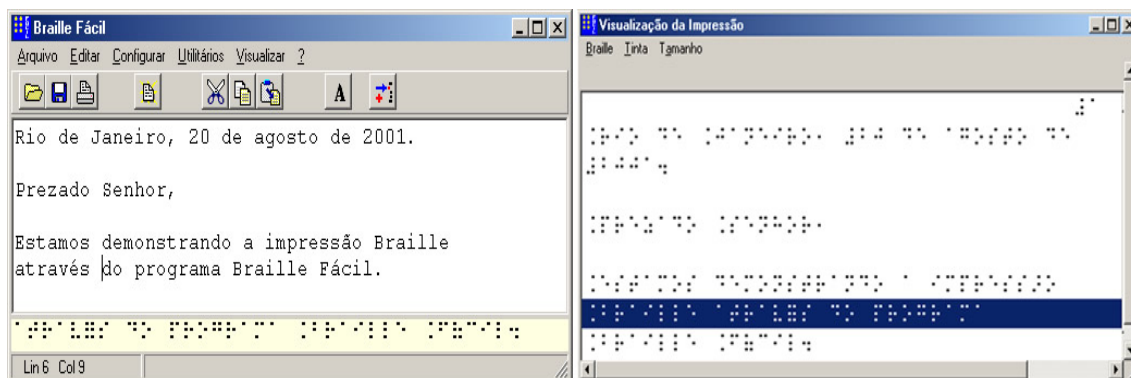 Braille Fácil
Arquivo Editar Configurar Utilitários Visualizar ?
A
Rio de Janeiro, 20 de agosto de 2001.
Prezado Senhor,
Estamos demonstrando a impressão Braille
através do programa Braille Fácil.
⠁⠞⠗⠁⠧⠿⠎ ⠙⠕ ⠏⠗⠕⠛⠗⠁⠍⠁ ⠨⠃⠗⠁⠊⠇⠇⠑ ⠨⠋⠷⠉⠊⠇⠲
Lin 6 Col 9
Visualização da Impressão
Braille Tinta Tamanho
⠼⠁
⠨⠗⠊⠕ ⠙⠑ ⠨⠚⠁⠝⠑⠊⠗⠕⠂ ⠼⠃⠚ ⠙⠑ ⠁⠛⠕⠎⠞⠕ ⠙⠑
⠼⠃⠚⠚⠁⠲
⠨⠏⠗⠑⠵⠁⠙⠕ ⠨⠎⠑⠝⠓⠕⠗⠂
⠨⠑⠎⠞⠁⠍⠕⠎ ⠙⠑⠍⠕⠝⠎⠞⠗⠁⠝⠙⠕ ⠁ ⠊⠍⠏⠗⠑⠎⠎⠜⠕
⠨⠃⠗⠁⠊⠇⠇⠑ ⠁⠞⠗⠁⠧⠿⠎ ⠙⠕ ⠏⠗⠕⠛⠗⠁⠍⠁
⠨⠃⠗⠁⠊⠇⠇⠑ ⠨⠋⠷⠉⠊⠇⠲